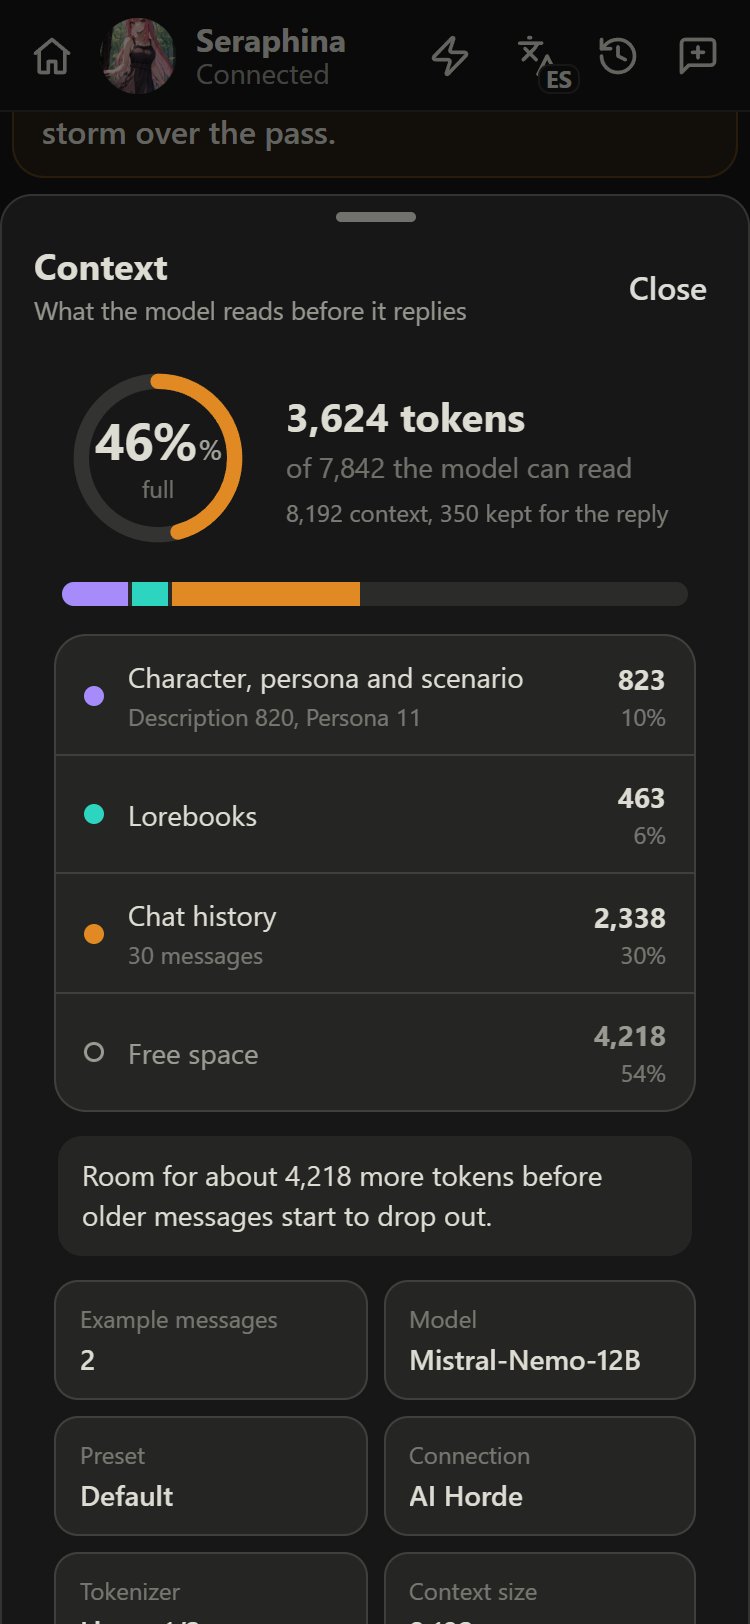 Seraphina
Connected
ES
storm over the pass.
Context
What the model reads before it replies
Close
46%%
full
3,624 tokens
of 7,842 the model can read
8,192 context, 350 kept for the reply
Character, persona and scenario
823
Description 820, Persona 11
10%
Lorebooks
463
6%
Chat history
2,338
30 messages
30%
Free space
4,218
54%
Room for about 4,218 more tokens before
older messages start to drop out.
Example messages
2
Model
Mistral-Nemo-12B
Preset
Default
Connection
AI Horde
Tokenizer
Context size